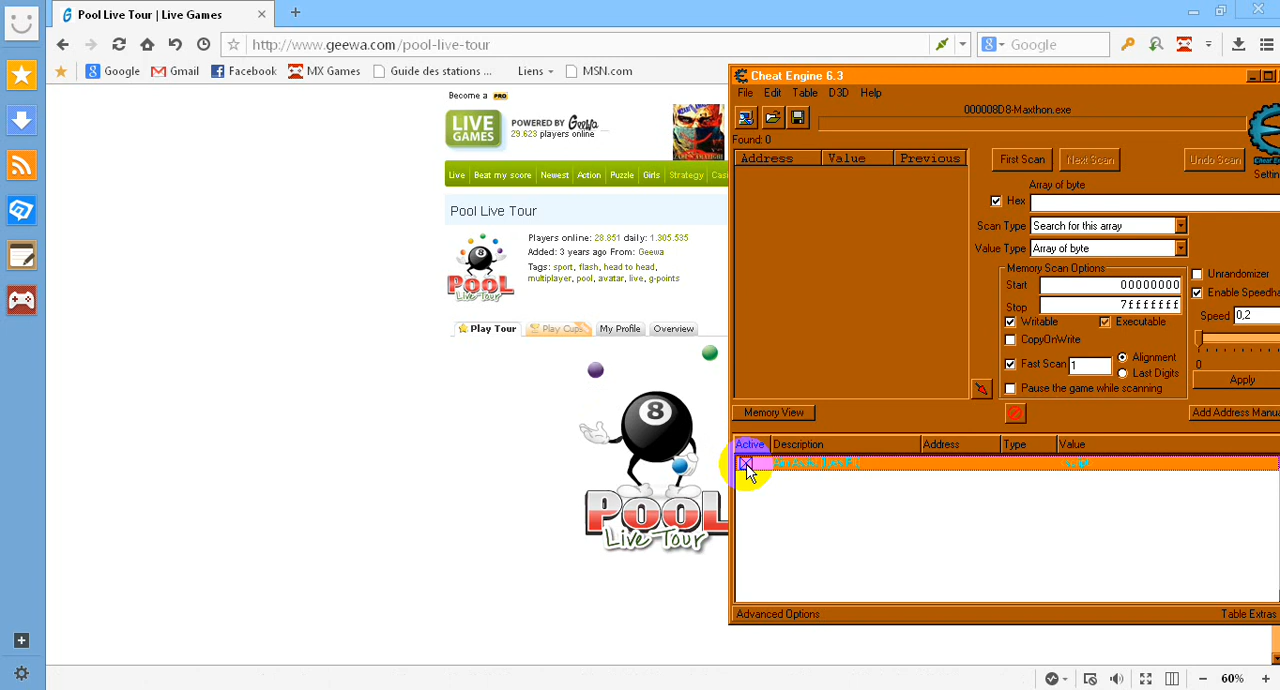 Pool Live Tour | Live Games
http://www.geewa.com/pool-live-tour
Google
Google
Gmail
Facebook
MX Games
Guide des stations ...
Liens
MSN.com
Become a PRO
LIVE GAMES
POWERED BY Geewa
29.623 players online
Live
Beat my score
Newest
Action
Puzzle
Girls
Strategy
Pool Live Tour
Players online: 28.851 daily: 1.305.535
Added: 3 years ago From: Geewa
Tags: sport, flash, head to head,
multiplayer, pool, avatar, live, g-points
POOL
Live Tour
Play Tour
Play Cups
My Profile
Overview
8
POOL
Live Tour
Cheat Engine 6.3
File Edit Table D3D Help
000008D8-Maxthon.exe
Found: 0
Address
Value
Previous
First Scan
Next Scan
Undo Scan
Array of byte
Hex
Scan Type
Search for this array
Value Type
Array of byte
Memory Scan Options
Start
00000000
Stop
7fffffff
Writable
Executable
CopyOnWrite
Fast Scan
1
Alignment
Last Digits
Pause the game while scanning
Unrandomizer
Enable Speedha
Speed
0,2
0
Apply
Memory View
Add Address Manua
Active
Description
Address
Type
Value
Advanced Options
Table Extras
60%